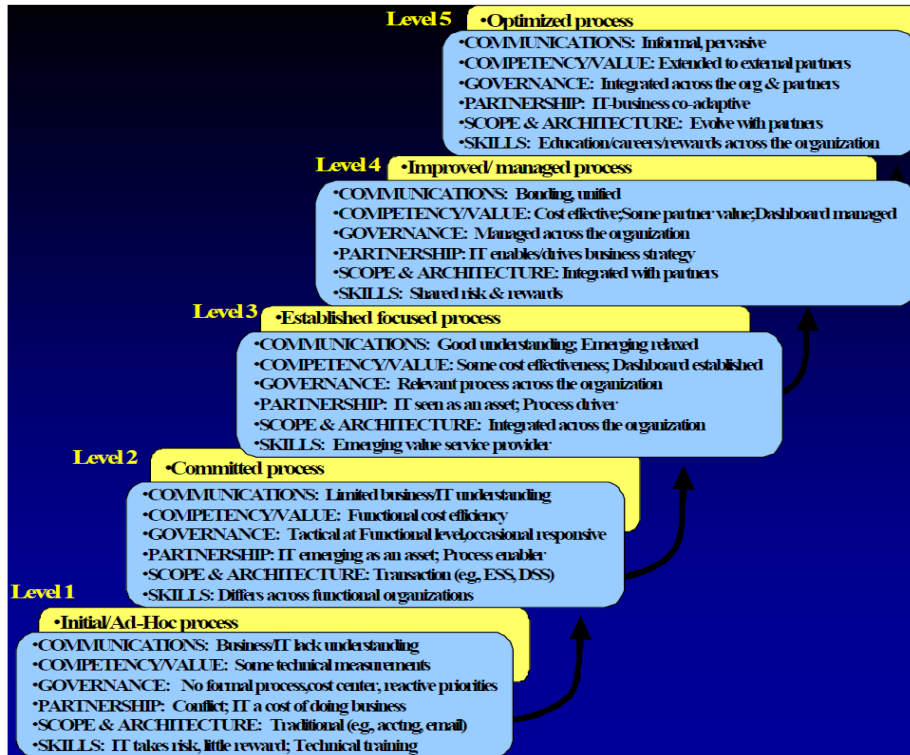 Level 5
•Optimized process
•COMMUNICATIONS: Informal, pervasive
•COMPETENCY/VALUE: Extended to external partners
•GOVERNANCE: Integrated across the org & partners
•PARTNERSHIP: IT-business co-adaptive
•SCOPE & ARCHITECTURE: Evolve with partners
•SKILLS: Education/careers/rewards across the organization
Level 4
•Improved/ managed process
•COMMUNICATIONS: Bonding, unified
•COMPETENCY/VALUE: Cost effective;Some partner value;Dashboard managed
•GOVERNANCE: Managed across the organization
•PARTNERSHIP: IT enables/drives business strategy
•SCOPE & ARCHITECTURE: Integrated with partners
•SKILLS: Shared risk & rewards
Level 3
•Established focused process
•COMMUNICATIONS: Good understanding; Emerging relaxed
•COMPETENCY/VALUE: Some cost effectiveness; Dashboard established
•GOVERNANCE: Relevant process across the organization
•PARTNERSHIP: IT seen as an asset; Process driver
•SCOPE & ARCHITECTURE: Integrated across the organization
•SKILLS: Emerging value service provider
Level 2
•Committed process
•COMMUNICATIONS: Limited business/IT understanding
•COMPETENCY/VALUE: Functional cost efficiency
•GOVERNANCE: Tactical at Functional level,occasional responsive
•PARTNERSHIP: IT emerging as an asset; Process enabler
•SCOPE & ARCHITECTURE: Transaction (e.g., ESS, DSS)
•SKILLS: Differs across functional organizations
Level 1
•Initial/Ad-Hoc process
•COMMUNICATIONS: Business/IT lack understanding
•COMPETENCY/VALUE: Some technical measurements
•GOVERNANCE: No formal process,cost center, reactive priorities
•PARTNERSHIP: Conflict; IT a cost of doing business
•SCOPE & ARCHITECTURE: Traditional (e.g., acctng, email)
•SKILLS: IT takes risk, little reward; Technical training